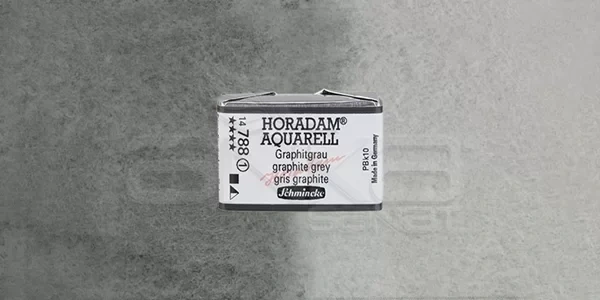 HORADAM®
AQUARELL
Graphitgrau
graphite grey
gris graphite
Schmincke
14 788 1
★★★★
PBk10
Made in Germany